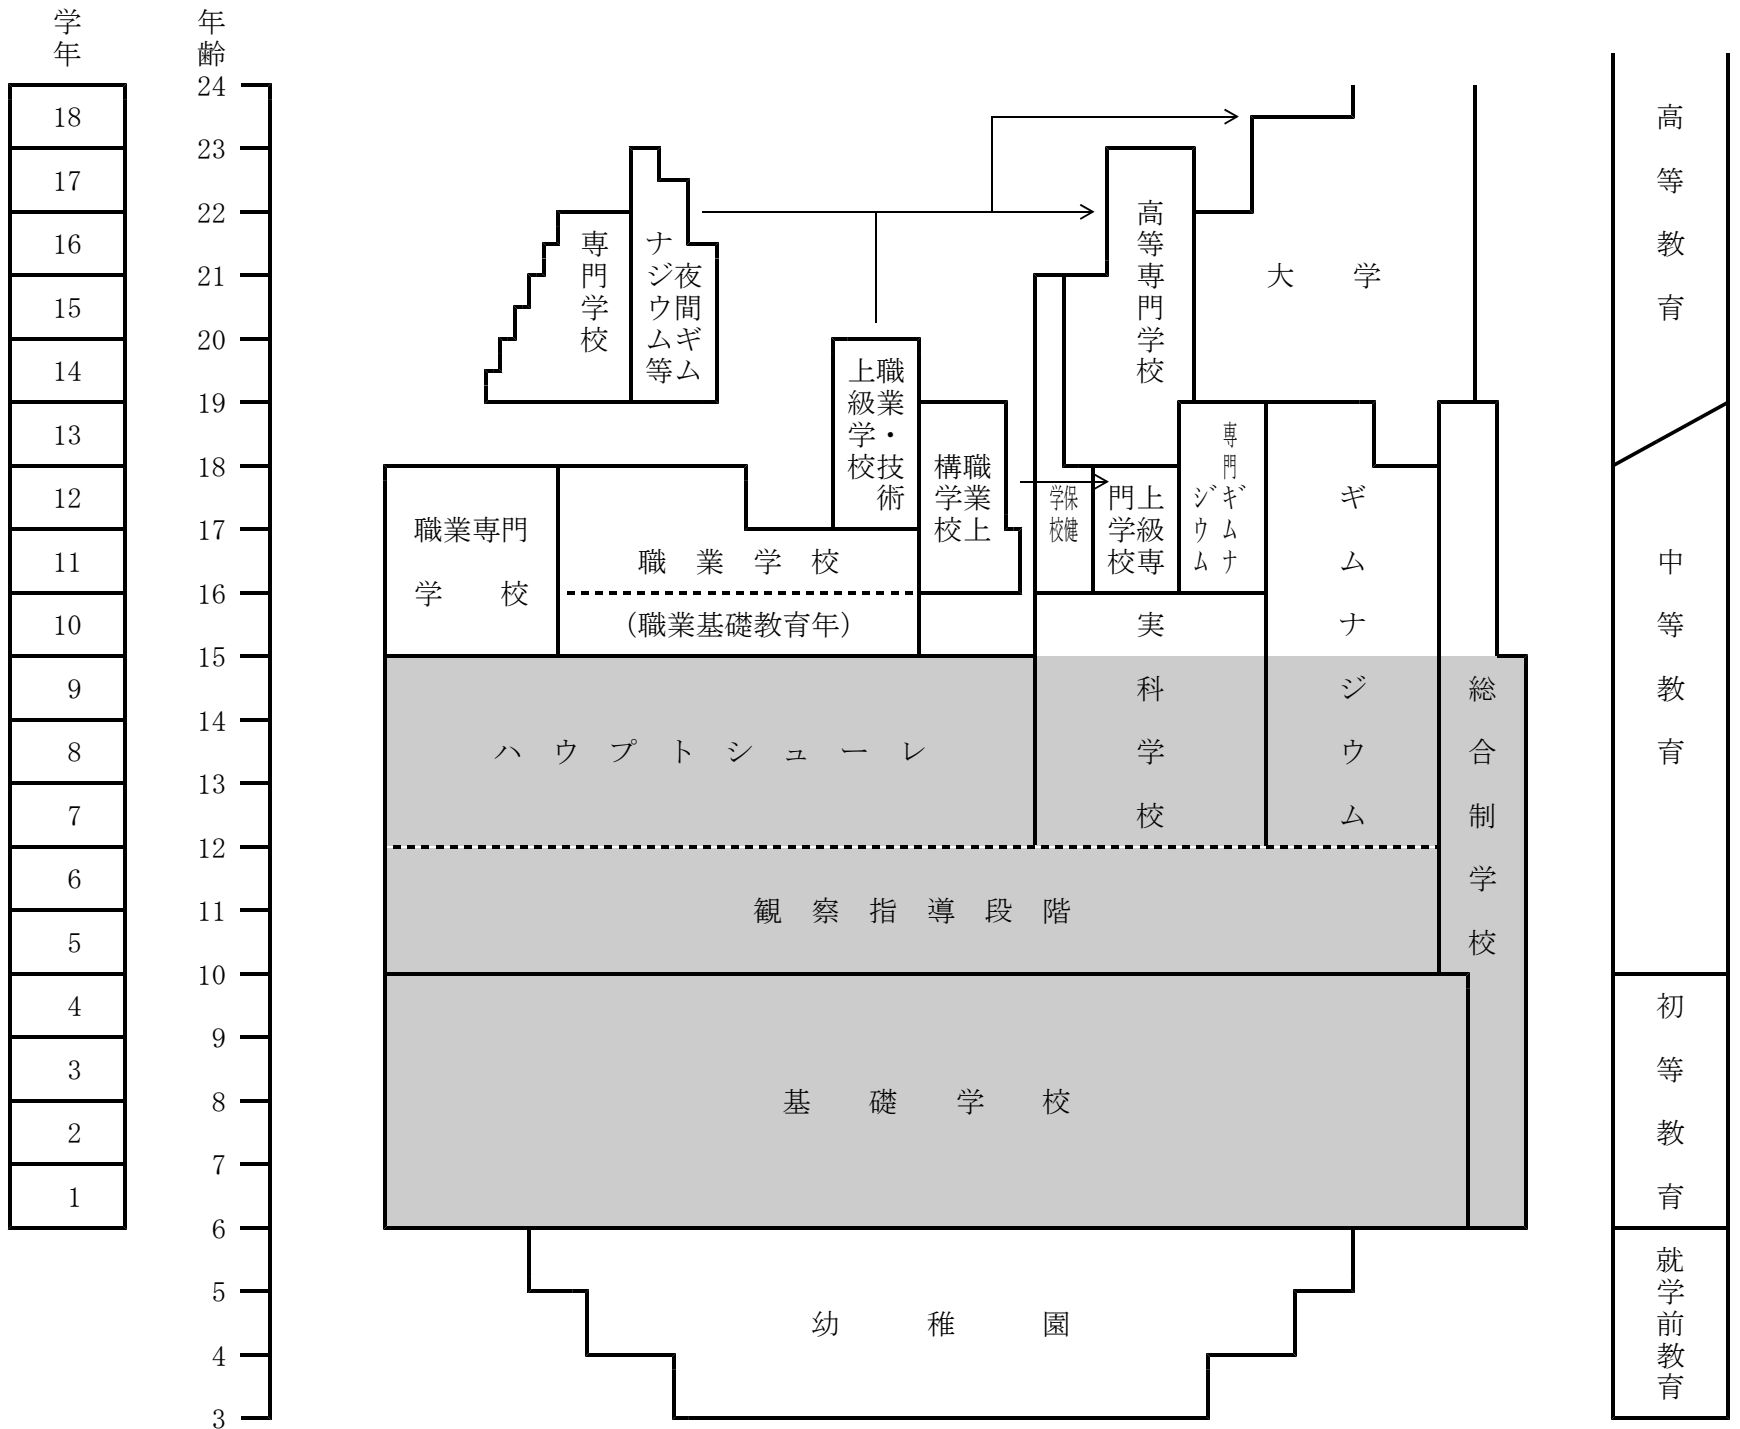 学年
年齢
24
18
23
17
22
16
21
15
20
14
19
13
18
12
17
11
16
10
15
9
14
8
13
7
12
6
11
5
10
4
9
3
8
2
7
1
6
5
4
3
専門学校
夜間ギム
ナジウム等
職業・技術
上級学校
職業上
構学校
高等専門学校
大学
保健
学校
上級専
門学校
専門ギムナ
ジウム
ギムナジウム
職業専門
学校
職業学校
(職業基礎教育年)
実科学校
総合制学校
ハウプトシューレ
観察指導段階
基礎学校
幼稚園
高等教育
中等教育
初等教育
就学前教育